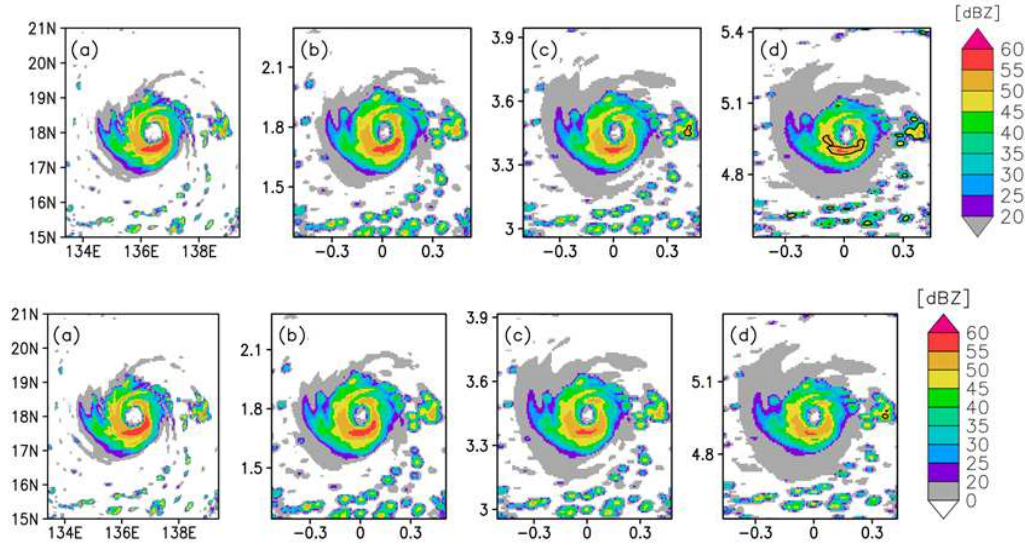 [dBZ]
(a)
21N
20N
19N
18N
17N
16N
15N
134E 136E 138E
(b)
2.1
1.8
1.5
−0.3 0 0.3
(c)
3.9
3.6
3.3
3
−0.3 0 0.3
(d)
5.4
5.1
4.8
−0.3 0 0.3
60
55
50
45
40
35
30
25
20
[dBZ]
(a)
21N
20N
19N
18N
17N
16N
15N
134E 136E 138E
(b)
2.1
1.8
1.5
−0.3 0 0.3
(c)
3.9
3.6
3.3
3
−0.3 0 0.3
(d)
5.1
4.8
−0.3 0 0.3
60
55
50
45
40
35
30
25
20
0